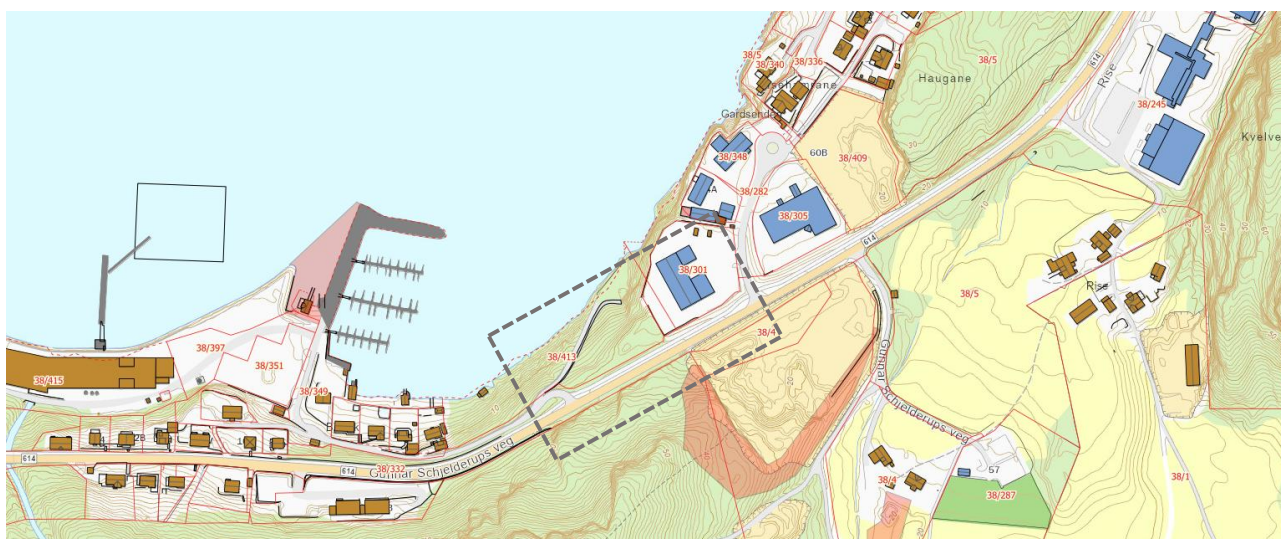 614
Rise
38/5
38/5
38/340
38/336
Haugane
38/245
Kvelve
Gardsenden
38/348
60B
38/409
4A
38/282
38/305
614
38/301
38/5
Rise
38/4
38/413
38/397
38/351
38/415
38/349
Gunnar Schjelderups veg
614
614
38/332
Gunnar Schjelderups veg
57
38/4
38/287
38/1